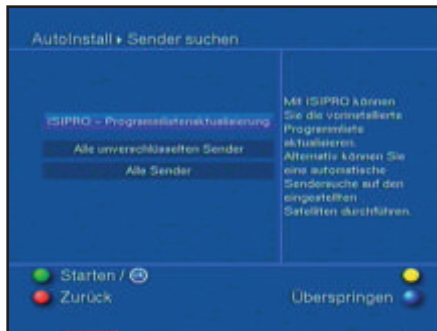 AutoInstall ▸ Sender suchen
ISIPRO – Programmlistenaktualisierung
Alle unverschlüsselten Sender
Alle Sender
Mit ISIPRO können
Sie die vorinstallierte
Programmliste
aktualisieren.
Alternativ können Sie
eine automatische
Sendersuche auf den
eingestellten
Satelliten durchführen.
Starten / OK
Zurück
Überspringen